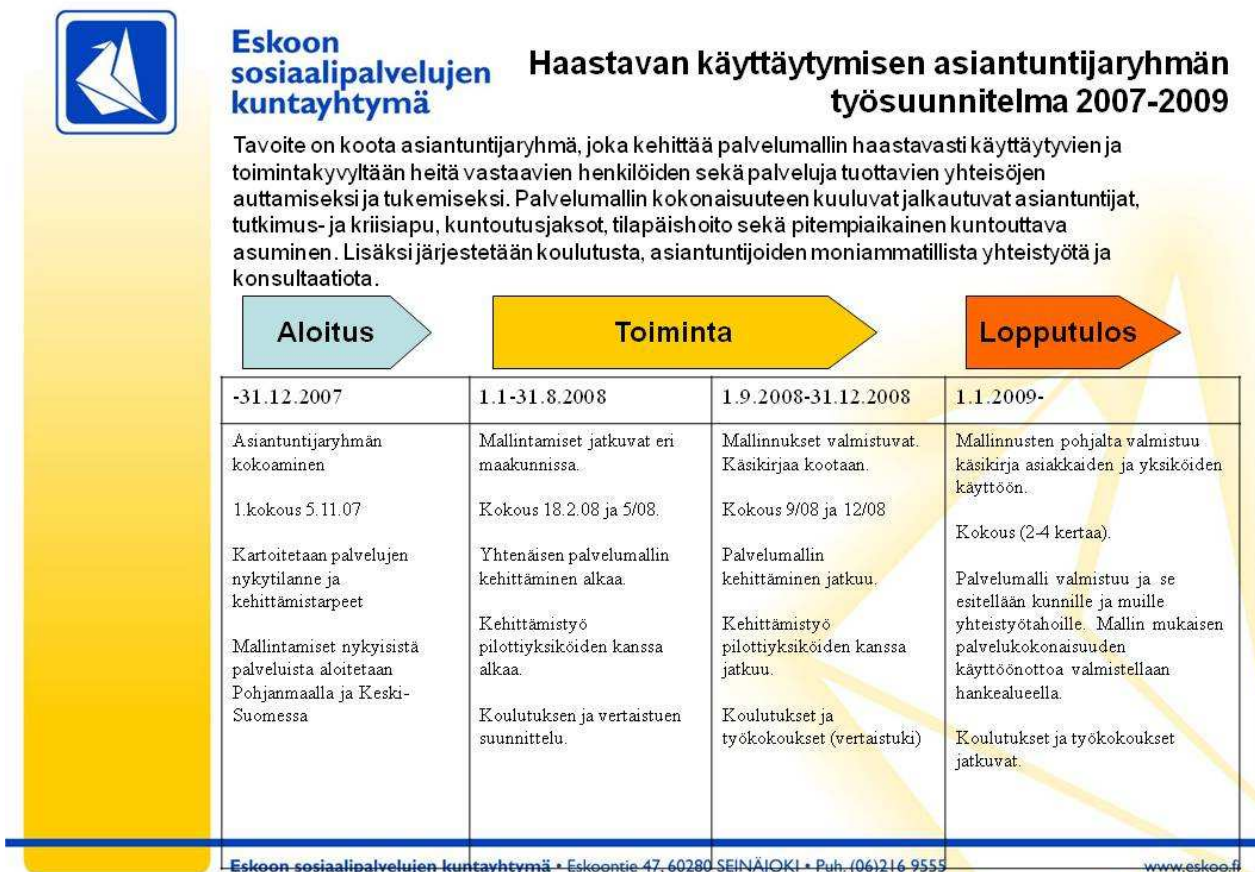 Eskoon
sosiaalipalvelujen
kuntayhtymä
Haastavan käyttäytymisen asiantuntijaryhmän
työsuunnitelma 2007-2009
Tavoite on koota asiantuntijaryhmä, joka kehittää palvelumallin haastavasti käyttäytyvien ja
toimintakyvyltään heitä vastaavien henkilöiden sekä palveluja tuottavien yhteisöjen
auttamiseksi ja tukemiseksi. Palvelumallin kokonaisuuteen kuuluvat jalkautuvat asiantuntijat,
tutkimus- ja kriisiapu, kuntoutusjaksot, tilapäishoito sekä pitempiaikainen kuntouttava
asuminen. Lisäksi järjestetään koulutusta, asiantuntijoiden moniammatillista yhteistyötä ja
konsultaatiota.
Aloitus
Toiminta
Lopputulos
-31.12.2007
1.1-31.8.2008
1.9.2008-31.12.2008
1.1.2009-
Asiantuntijaryhmän
kokoaminen
1.kokous 5.11.07
Kartoitetaan palvelujen
nykytilanne ja
kehittämistarpeet
Mallintamiset nykyisistä
palveluista aloitetaan
Pohjanmaalla ja Keski-
Suomessa
Mallintamiset jatkuvat eri
maakunnissa.
Kokous 18.2.08 ja 5/08.
Yhtenäisen palvelumallin
kehittäminen alkaa.
Kehittämistyö
pilottiyksiköiden kanssa
alkaa.
Koulutuksen ja vertaistuen
suunnittelu.
Mallinnukset valmistuvat.
Käsikirjaa kootaan.
Kokous 9/08 ja 12/08
Palvelumallin
kehittäminen jatkuu.
Kehittämistyö
pilottiyksiköiden kanssa
jatkuu.
Koulutukset ja
työkokoukset (vertaistuki)
Mallinnusten pohjalta valmistuu
käsikirja asiakkaiden ja yksiköiden
käyttöön.
Kokous (2-4 kertaa).
Palvelumalli valmistuu ja se
esitellään kunnille ja muille
yhteistyötahoille. Mallin mukaisen
palvelukokonaisuuden
käyttöönottoa valmistellaan
hankealueella.
Koulutukset ja työkokoukset
jatkuvat.
Eskoon sosiaalipalvelujen kuntayhtymä • Eskoontie 47, 60280 SEINÄJOKI • Puh. (06)216 9555
www.eskoo.fi